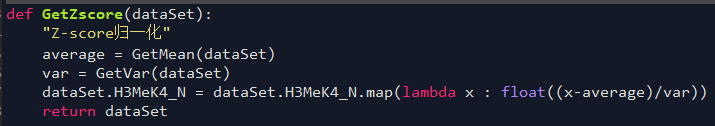 def GetZscore(dataSet):
"Z-score归一化"
average = GetMean(dataSet)
var = GetVar(dataSet)
dataSet.H3MeK4_N = dataSet.H3MeK4_N.map(lambda x : float((x-average)/var))
return dataSet